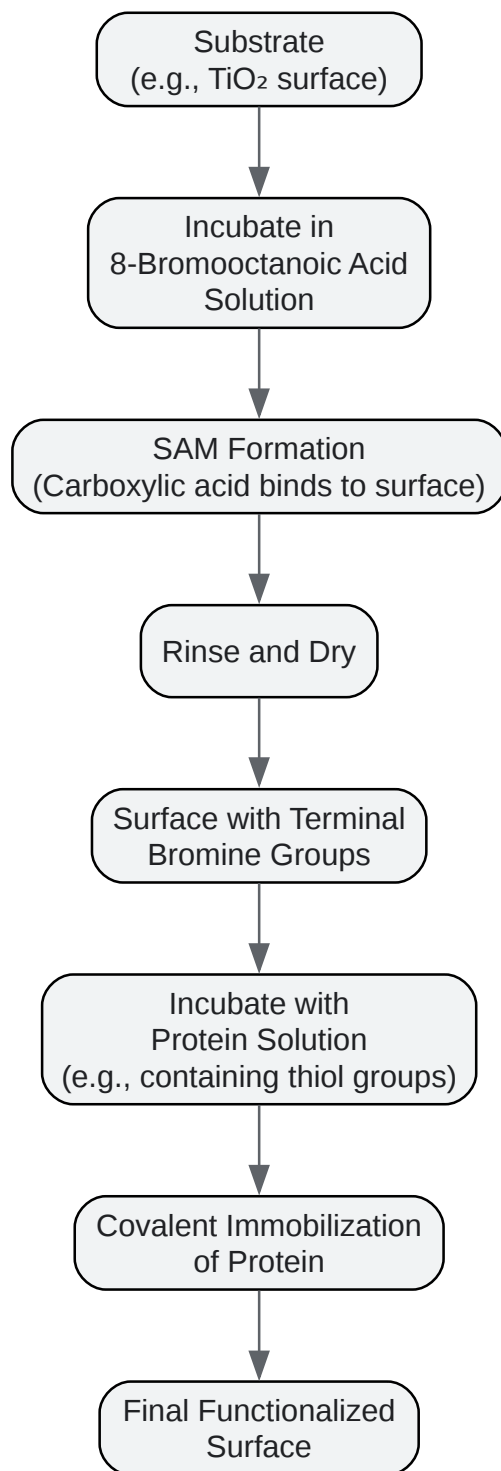 Substrate
(e.g., TiO₂ surface)
Incubate in
8-Bromooctanoic Acid
Solution
SAM Formation
(Carboxylic acid binds to surface)
Rinse and Dry
Surface with Terminal
Bromine Groups
Incubate with
Protein Solution
(e.g., containing thiol groups)
Covalent Immobilization
of Protein
Final Functionalized
Surface